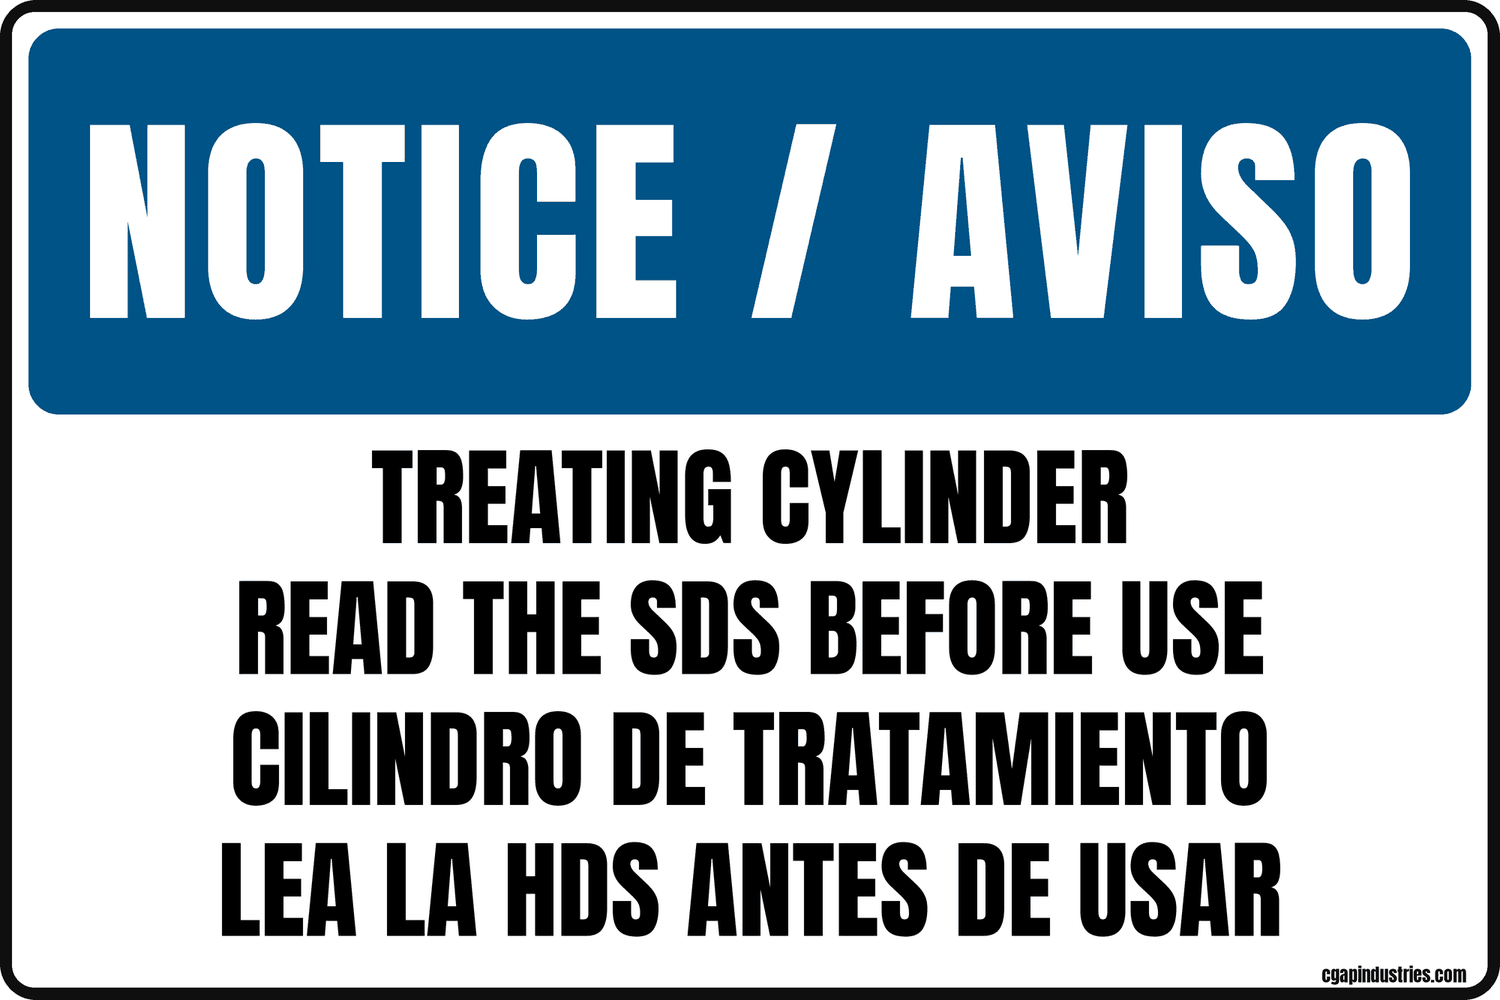 NOTICE / AVISO
TREATING CYLINDER
READ THE SDS BEFORE USE
CILINDRO DE TRATAMIENTO
LEA LA HDS ANTES DE USAR
cgapindustries.com